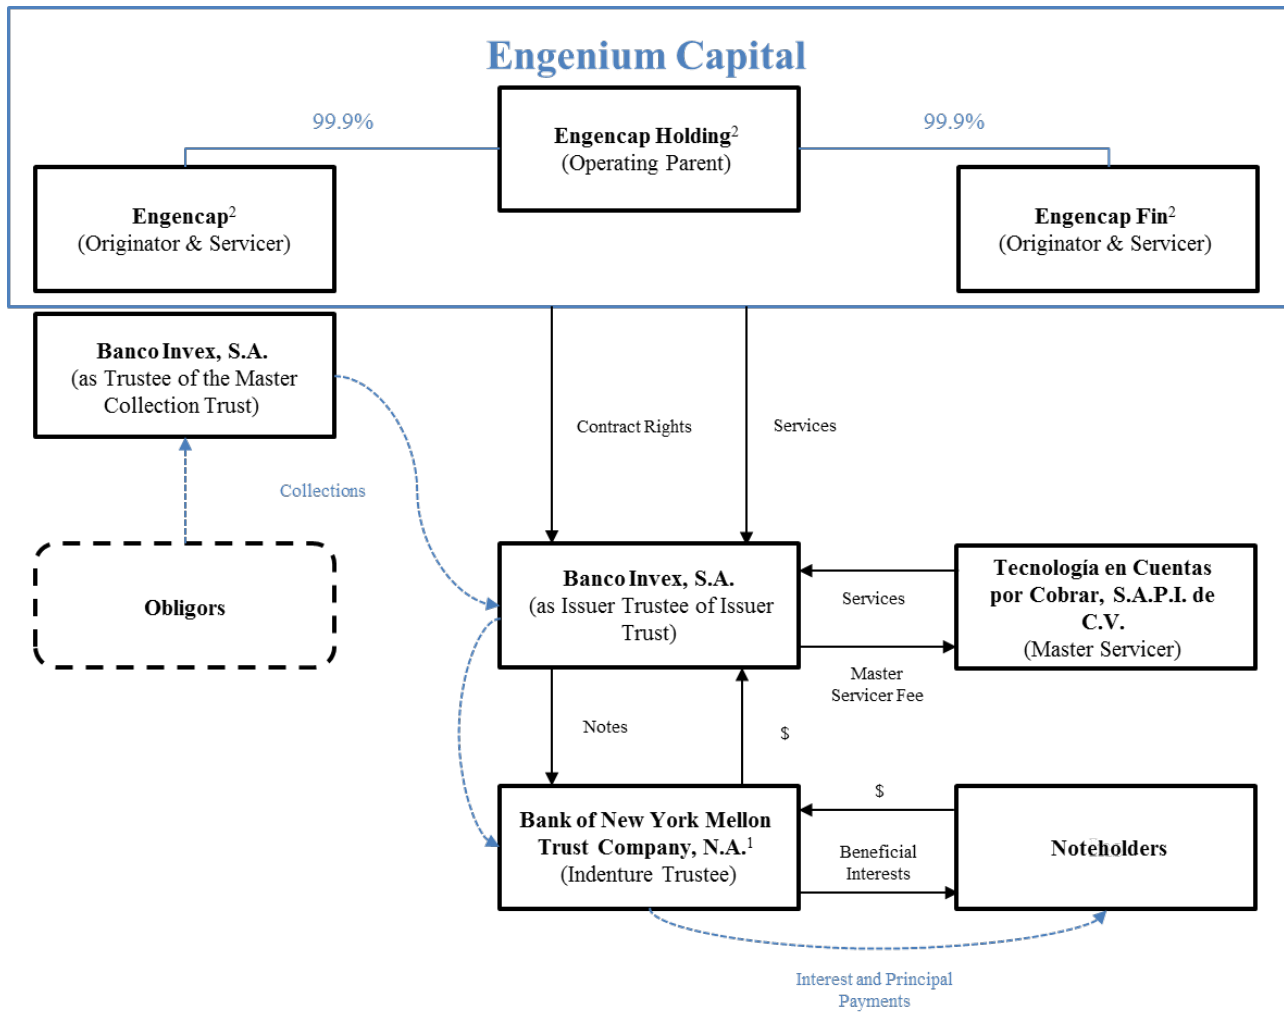 Engenium Capital
99.9%
Engencap Holding²
(Operating Parent)
99.9%
Engencap²
(Originator & Servicer)
Engencap Fin²
(Originator & Servicer)
Banco Invex, S.A.
(as Trustee of the Master
Collection Trust)
Contract Rights
Services
Collections
Obligors
Banco Invex, S.A.
(as Issuer Trustee of Issuer
Trust)
Services
Tecnología en Cuentas
por Cobrar, S.A.P.I. de
C.V.
(Master Servicer)
Master
Servicer Fee
Notes
$
$
Bank of New York Mellon
Trust Company, N.A.¹
(Indenture Trustee)
Beneficial
Interests
Noteholders
Interest and Principal
Payments